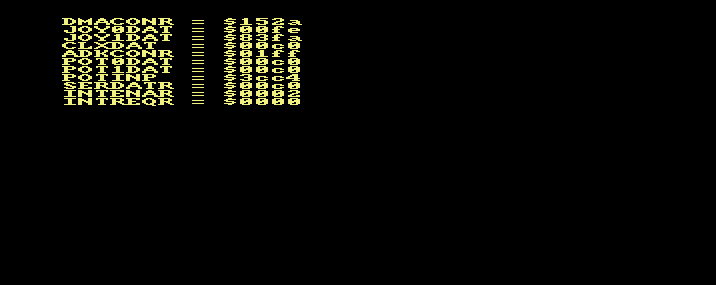 DMACONR = $152a
JOY0DAT = $00fe
JOY1DAT = $83fa
CLXDAT = $00c0
ADKCONR = $01ff
POT0DAT = $00c0
POT1DAT = $00c0
POTINP = $3cc4
SERDATR = $00c0
INTENAR = $0002
INTREQR = $0000